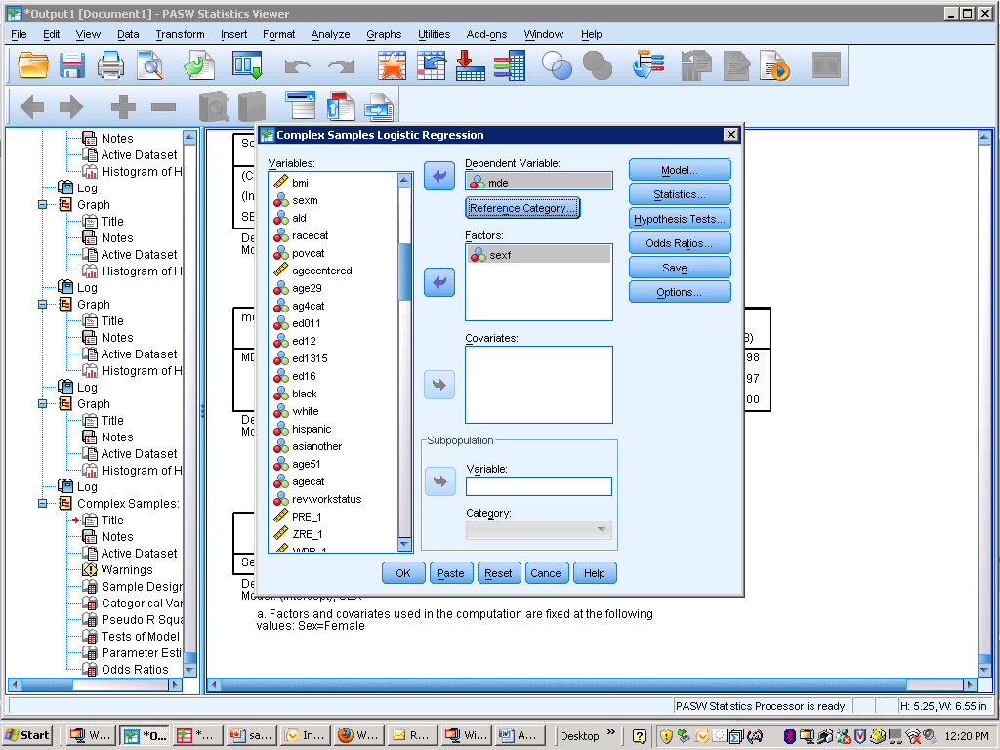 *Output1 [Document1] - PASW Statistics Viewer
File Edit View Data Transform Insert Format Analyze Graphs Utilities Add-ons Window Help
Notes
Active Dataset
Histogram of H
Log
Graph
Title
Notes
Active Dataset
Histogram of H
Log
Graph
Title
Notes
Active Dataset
Histogram of H
Log
Graph
Title
Notes
Active Dataset
Histogram of H
Log
Complex Samples:
Title
Notes
Active Dataset
Warnings
Sample Design
Categorical Var
Pseudo R Squa
Tests of Model
Parameter Esti
Odds Ratios
Complex Samples Logistic Regression
Variables:
bmi
sexm
ald
racecat
povcat
agecentered
age29
ag4cat
ed011
ed12
ed1315
ed16
black
white
hispanic
asianother
age51
agecat
revworkstatus
PRE_1
ZRE_1
Dependent Variable:
mde
Reference Category...
Factors:
sexf
Covariates:
Subpopulation
Variable:
Category:
Model...
Statistics...
Hypothesis Tests...
Odds Ratios...
Save...
Options...
OK Paste Reset Cancel Help
(C
(In
De
Mo
MD
98
97
00
De
Mo
Se
De
a. Factors and covariates used in the computation are fixed at the following
values: Sex=Female
PASW Statistics Processor is ready H: 5.25, W: 6.55 in
Start W... *O... *... sa... In... W... R... Wi... A... Desktop » 12:20 PM